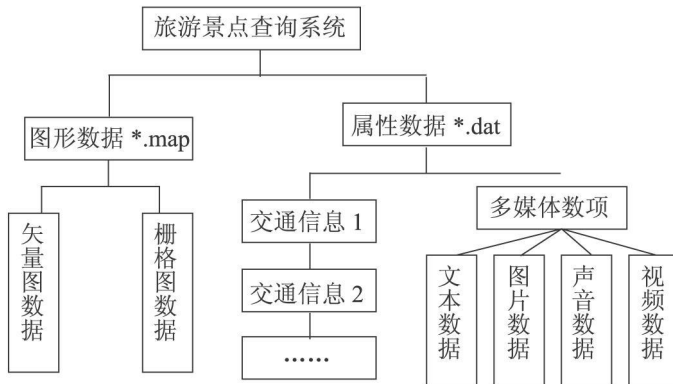 旅游景点查询系统
图形数据 *.map
属性数据 *.dat
矢量图数据
栅格图数据
交通信息 1
交通信息 2
……
多媒体数项
文本数据
图片数据
声音数据
视频数据